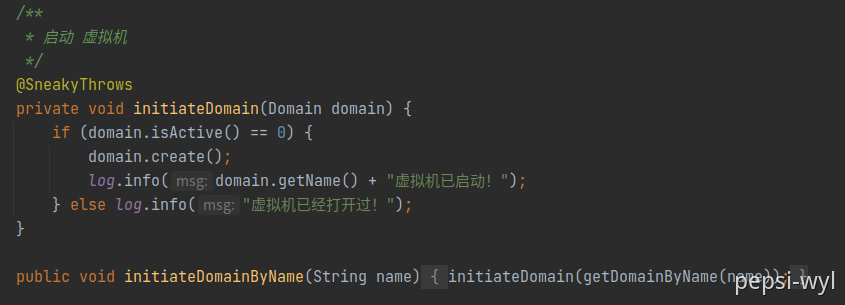 /**
 * 启动 虚拟机
 */
@SneakyThrows
private void initiateDomain(Domain domain) {
    if (domain.isActive() == 0) {
        domain.create();
        log.info( msg: domain.getName() + "虚拟机已启动！");
    } else log.info( msg: "虚拟机已经打开过！");
}
public void initiateDomainByName(String name) { initiateDomain(getDomainByName(name)); }
pepsi-wyl